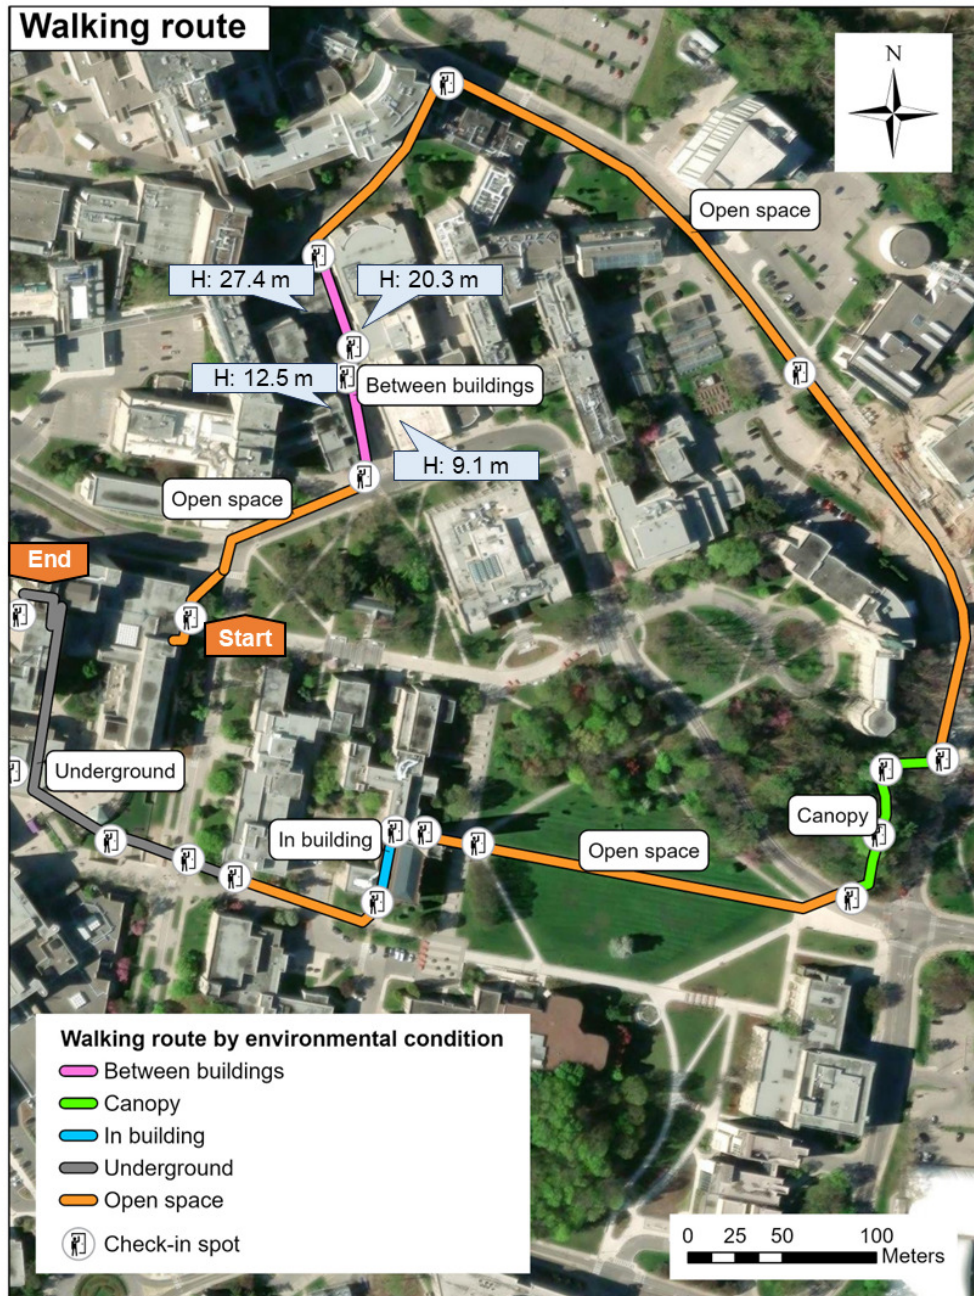 Walking route
N
Open space
H: 27.4 m
H: 20.3 m
H: 12.5 m
Between buildings
H: 9.1 m
Open space
End
Start
Underground
In building
Open space
Canopy
Walking route by environmental condition
Between buildings
Canopy
In building
Underground
Open space
Check-in spot
0 25 50 100
Meters